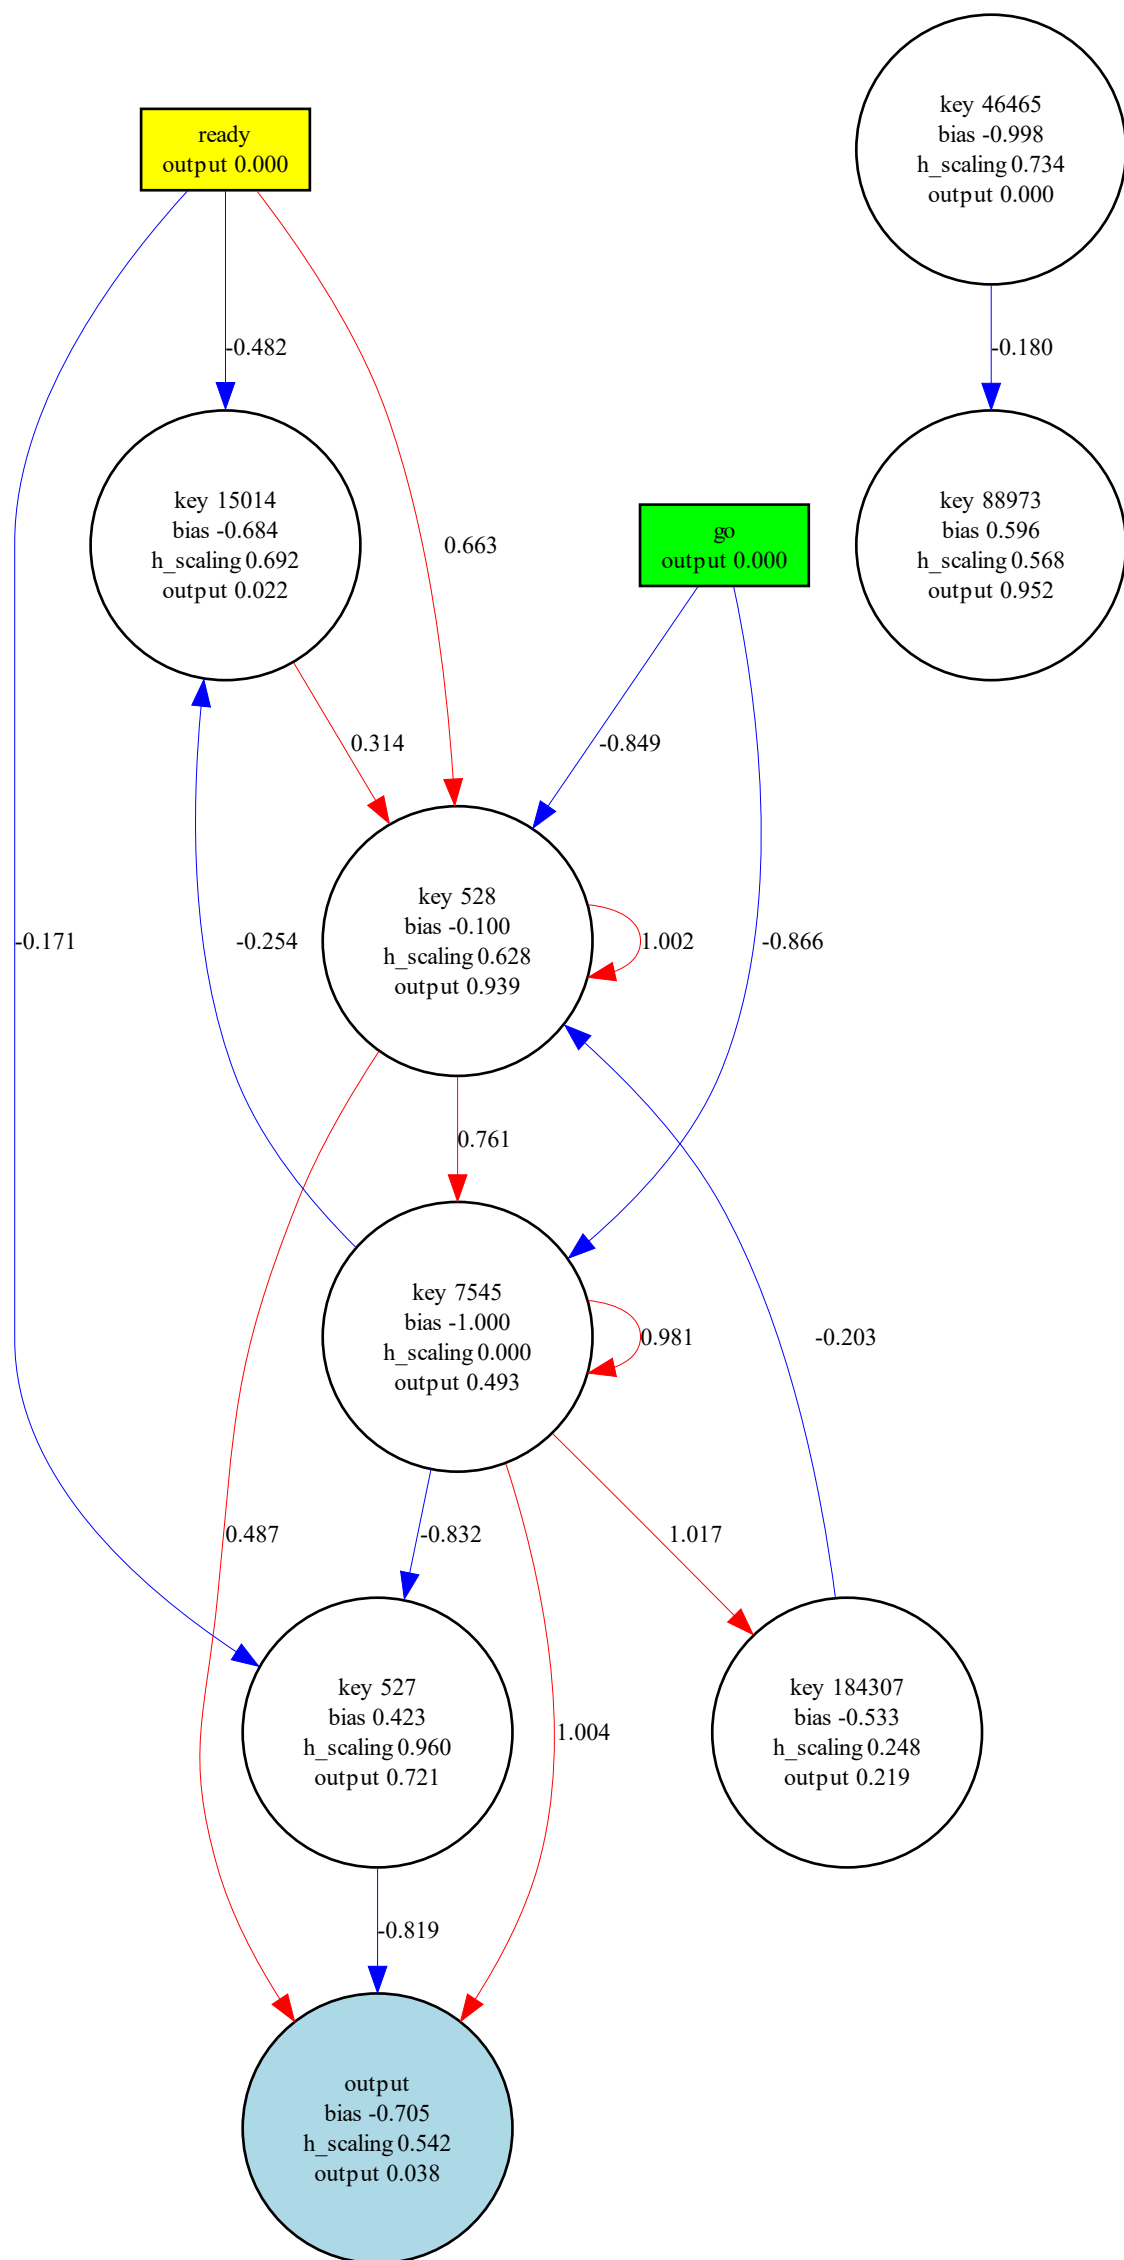 key 46465
bias -0.998
h_scaling 0.734
output 0.000
ready
output 0.000
-0.482
-0.180
key 15014
bias -0.684
h_scaling 0.692
output 0.022
0.663
go
output 0.000
key 88973
bias 0.596
h_scaling 0.568
output 0.952
0.314
-0.849
-0.171
-0.254
key 528
bias -0.100
h_scaling 0.628
output 0.939
1.002
-0.866
0.761
key 7545
bias -1.000
h_scaling 0.000
output 0.493
0.981
-0.203
0.487
-0.832
1.017
key 527
bias 0.423
h_scaling 0.960
output 0.721
1.004
key 184307
bias -0.533
h_scaling 0.248
output 0.219
-0.819
output
bias -0.705
h_scaling 0.542
output 0.038